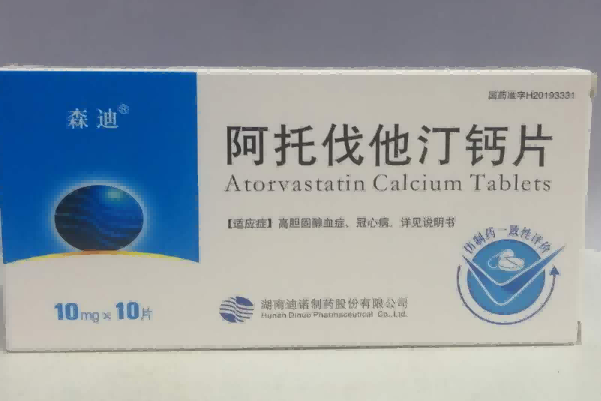 国药准字H20193331
森迪®
阿托伐他汀钙片
Atorvastatin Calcium Tablets
【适应症】高胆固醇血症、冠心病、详见说明书
仿制药一致性评价
10mg×10片
湖南迪诺制药股份有限公司
Hunan Dinuo Pharmaceutical Co.,Ltd.